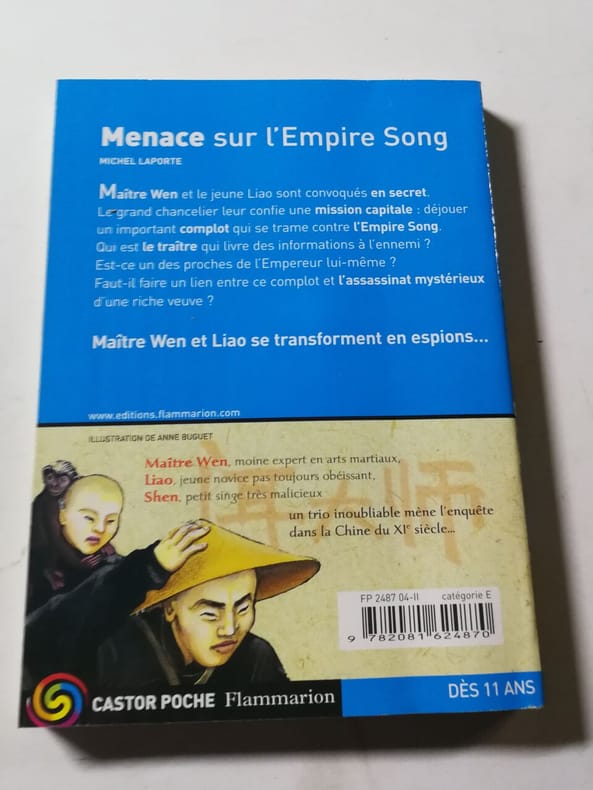 Menace sur l'Empire Song
MICHEL LAPORTE
Maître Wen et le jeune Liao sont convoqués en secret.
Le grand chancelier leur confie une mission capitale : déjouer
un important complot qui se trame contre l'Empire Song.
Qui est le traître qui livre des informations à l'ennemi ?
Est-ce un des proches de l'Empereur lui-même ?
Faut-il faire un lien entre ce complot et l'assassinat mystérieux
d'une riche veuve ?
Maître Wen et Liao se transforment en espions...
www.editions.flammarion.com
ILLUSTRATION DE ANNE BUGUET
Maître Wen, moine expert en arts martiaux,
Liao, jeune novice pas toujours obéissant,
Shen, petit singe très malicieux
un trio inoubliable mène l'enquête
dans la Chine du XIe siècle...
FP 2487 04-II catégorie E
9 782081 624870
CASTOR POCHE Flammarion
DÈS 11 ANS